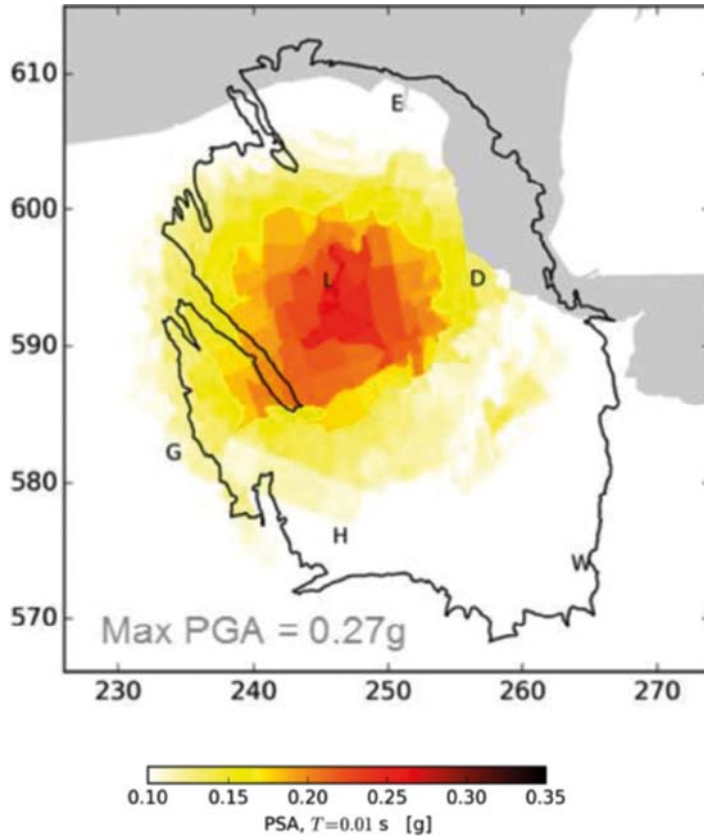 610
E
600
L
D
590
G
580
H
W
570
Max PGA = 0.27g
230 240 250 260 270
0.10 0.15 0.20 0.25 0.30 0.35
PSA, T=0.01 s [g]